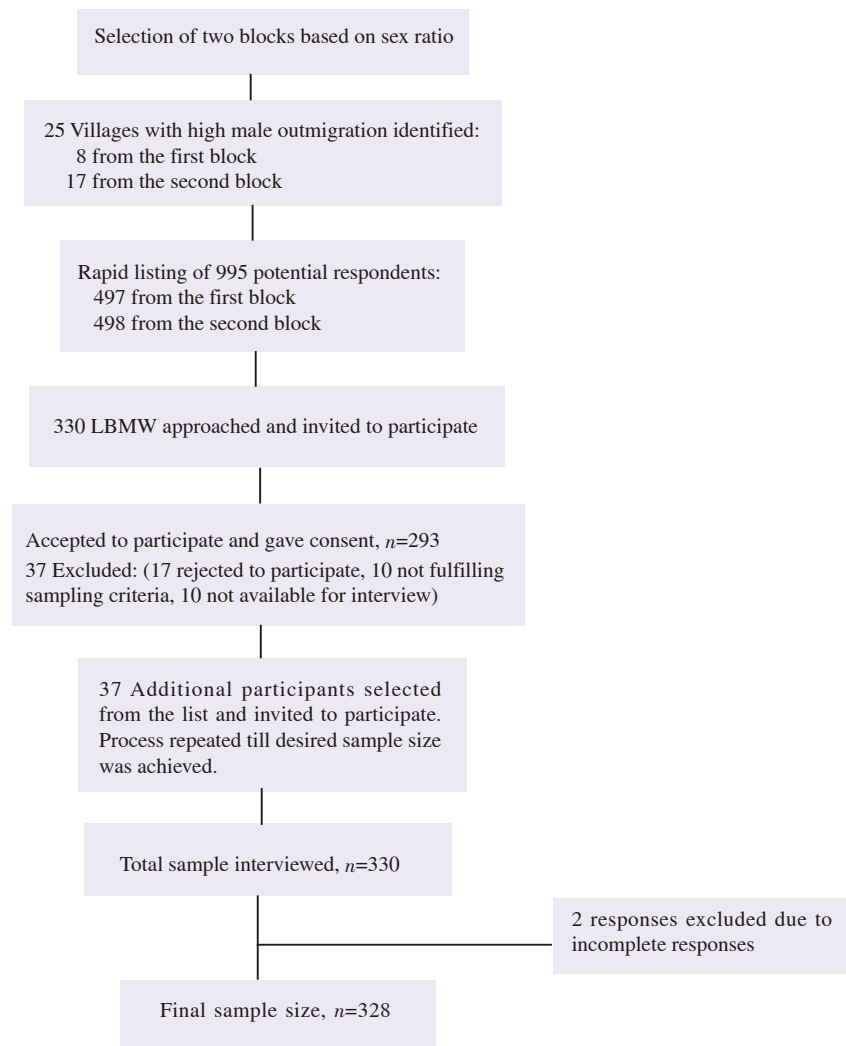 Selection of two blocks based on sex ratio
25 Villages with high male outmigration identified:
8 from the first block
17 from the second block
Rapid listing of 995 potential respondents:
497 from the first block
498 from the second block
330 LBMW approached and invited to participate
Accepted to participate and gave consent, n=293
37 Excluded: (17 rejected to participate, 10 not fulfilling
sampling criteria, 10 not available for interview)
37 Additional participants selected
from the list and invited to participate.
Process repeated till desired sample size
was achieved.
Total sample interviewed, n=330
2 responses excluded due to
incomplete responses
Final sample size, n=328